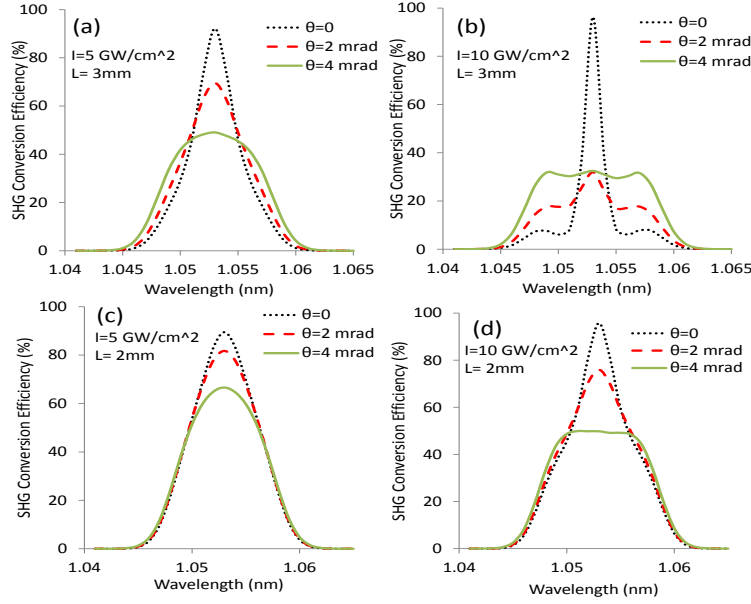 (a)
I=5 GW/cm^2
L= 3mm
θ=0
θ=2 mrad
θ=4 mrad
SHG Conversion Efficiency (%)
100
80
60
40
20
0
1.04
1.045
1.05
1.055
1.06
1.065
Wavelength (nm)
(b)
I=10 GW/cm^2
L= 3mm
θ=0
θ=2 mrad
θ=4 mrad
SHG Conversion Efficiency (%)
100
80
60
40
20
0
1.04
1.045
1.05
1.055
1.06
1.065
Wavelength (nm)
(c)
I=5 GW/cm^2
L= 2mm
θ=0
θ=2 mrad
θ=4 mrad
SHG Conversion Efficiency (%)
100
80
60
40
20
0
1.04
1.05
1.06
Wavelength (nm)
(d)
I=10 GW/cm^2
L= 2mm
θ=0
θ=2 mrad
θ=4 mrad
SHG Conversion Efficiency (%)
100
80
60
40
20
0
1.04
1.05
1.06
Wavelength (nm)